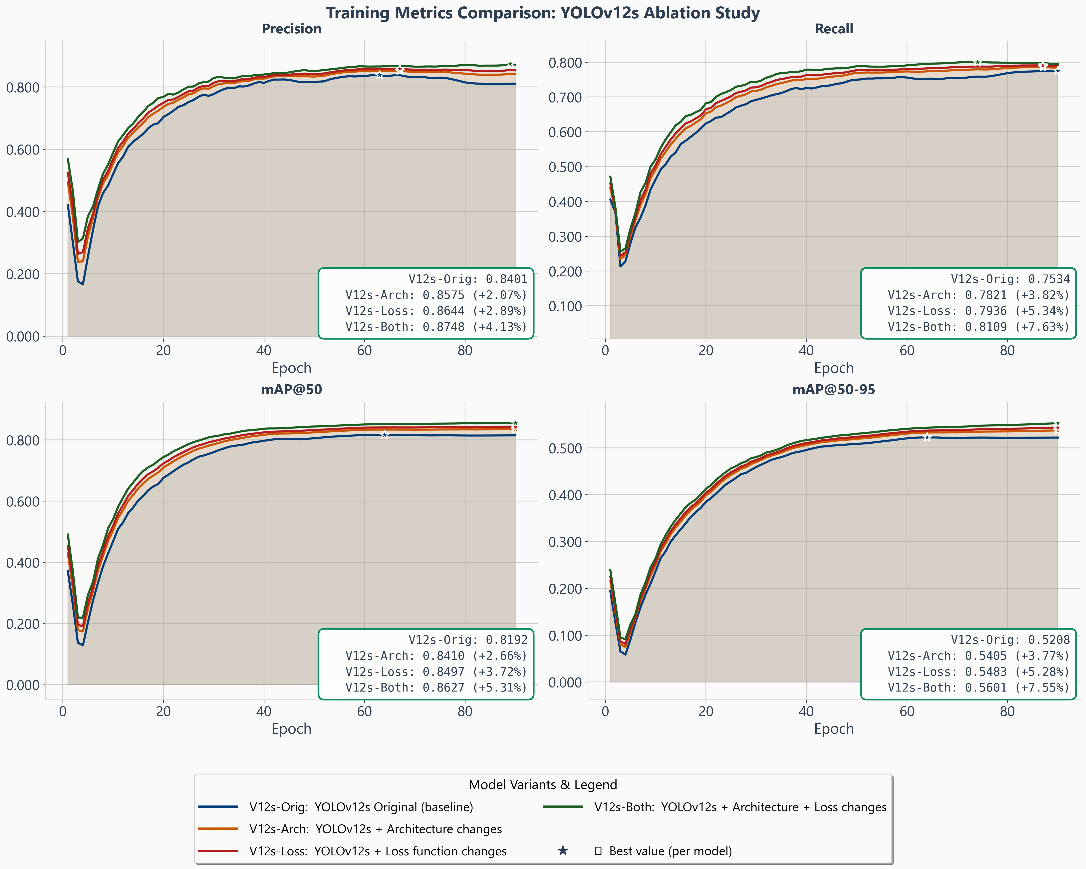 Training Metrics Comparison: YOLOv12s Ablation Study
Precision
0.800
0.600
0.400
0.200
0.000
V12s-Orig: 0.8401
V12s-Arch: 0.8575 (+2.07%)
V12s-Loss: 0.8644 (+2.89%)
V12s-Both: 0.8748 (+4.13%)
0 20 40 60 80
Epoch
Recall
0.800
0.700
0.600
0.500
0.400
0.300
0.200
0.100
V12s-Orig: 0.7534
V12s-Arch: 0.7821 (+3.82%)
V12s-Loss: 0.7936 (+5.34%)
V12s-Both: 0.8109 (+7.63%)
0 20 40 60 80
Epoch
mAP@50
0.800
0.600
0.400
0.200
0.000
V12s-Orig: 0.8192
V12s-Arch: 0.8410 (+2.66%)
V12s-Loss: 0.8497 (+3.72%)
V12s-Both: 0.8627 (+5.31%)
0 20 40 60 80
Epoch
mAP@50-95
0.500
0.400
0.300
0.200
0.100
0.000
V12s-Orig: 0.5208
V12s-Arch: 0.5405 (+3.77%)
V12s-Loss: 0.5483 (+5.28%)
V12s-Both: 0.5601 (+7.55%)
0 20 40 60 80
Epoch
Model Variants & Legend
V12s-Orig: YOLOv12s Original (baseline)
V12s-Arch: YOLOv12s + Architecture changes
V12s-Loss: YOLOv12s + Loss function changes
V12s-Both: YOLOv12s + Architecture + Loss changes
★ ▯ Best value (per model)